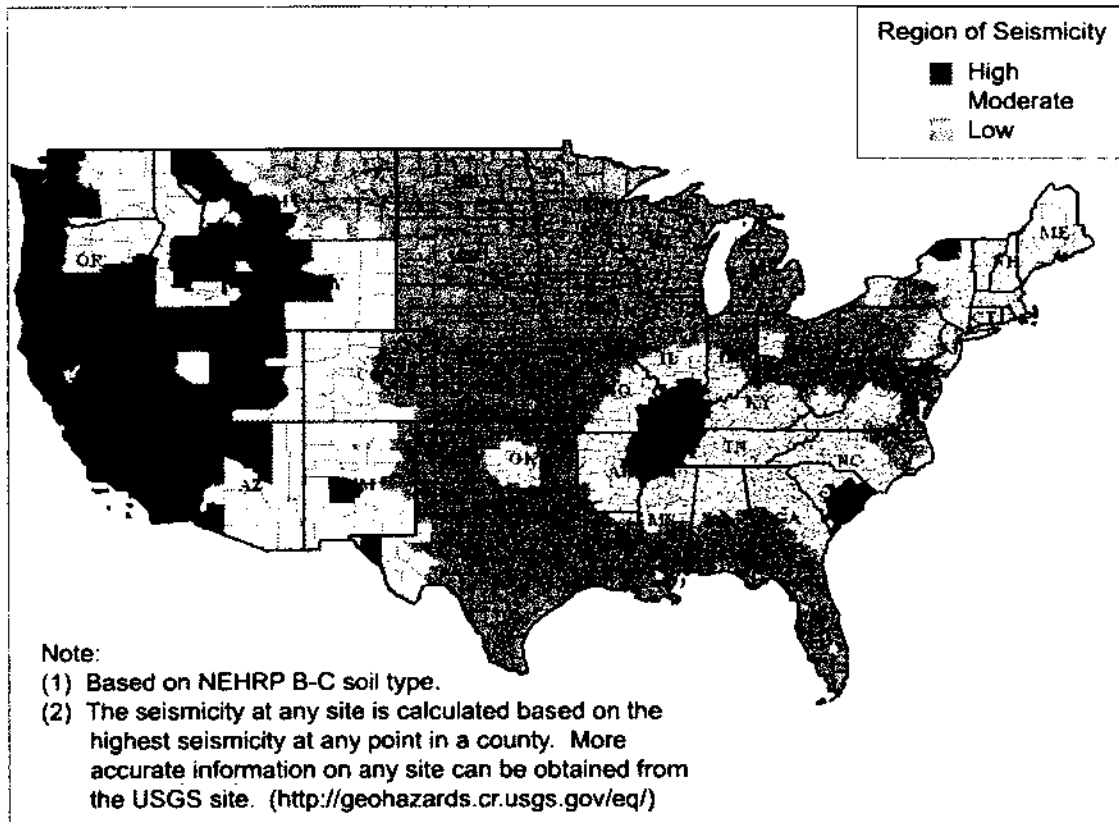 Region of Seismicity
High
Moderate
Low
ME
OR
IL
KY
OK
TN
NC
AZ
GA
Note:
(1) Based on NEHRP B-C soil type.
(2) The seismicity at any site is calculated based on the
highest seismicity at any point in a county. More
accurate information on any site can be obtained from
the USGS site. (http://geohazards.cr.usgs.gov/eq/)